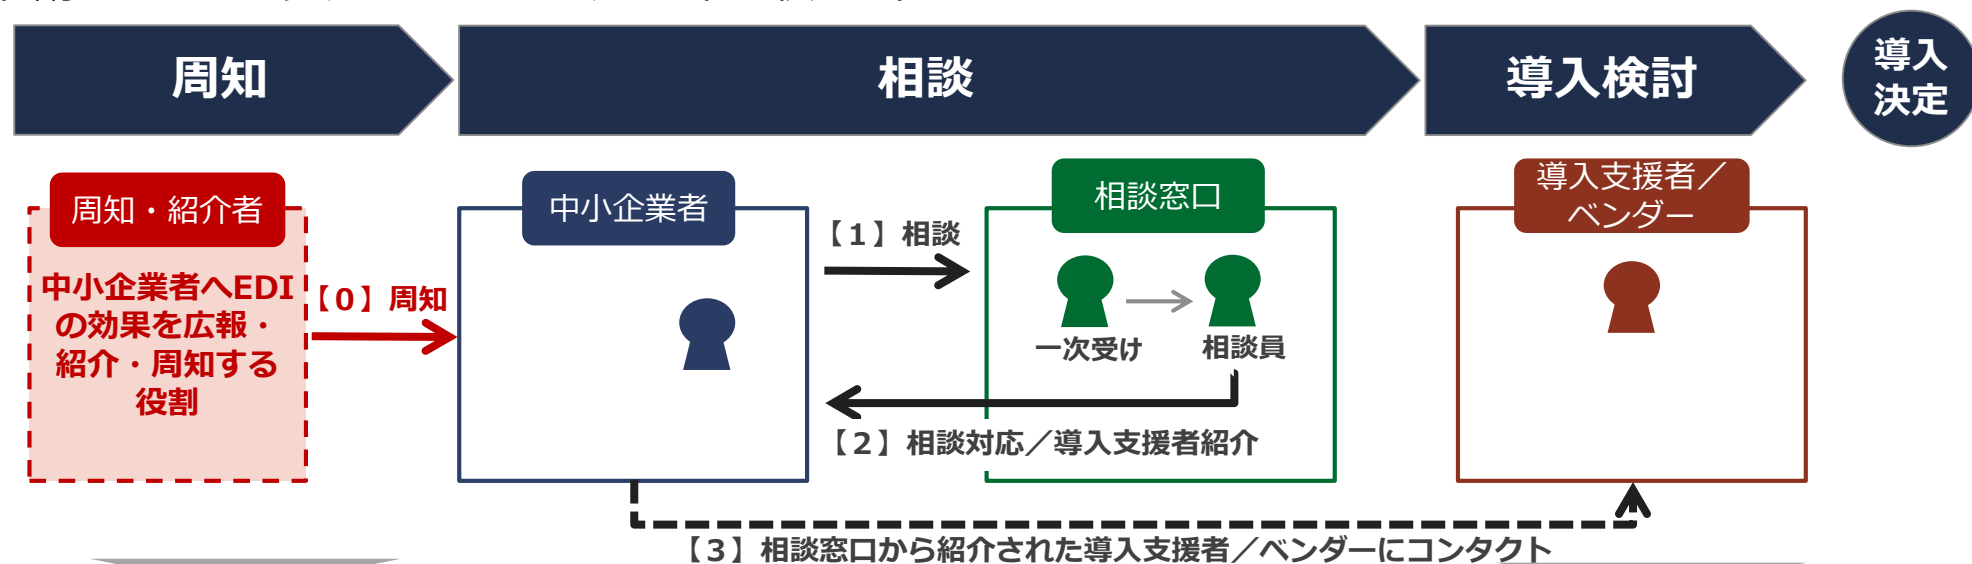 周知
相談
導入検討
導入
決定
周知・紹介者
中小企業者へEDI
の効果を広報・
紹介・周知する
役割
【0】周知
中小企業者
【1】相談
相談窓口
一次受け
相談員
【2】相談対応／導入支援者紹介
導入支援者／
ベンダー
【3】相談窓口から紹介された導入支援者／ベンダーにコンタクト